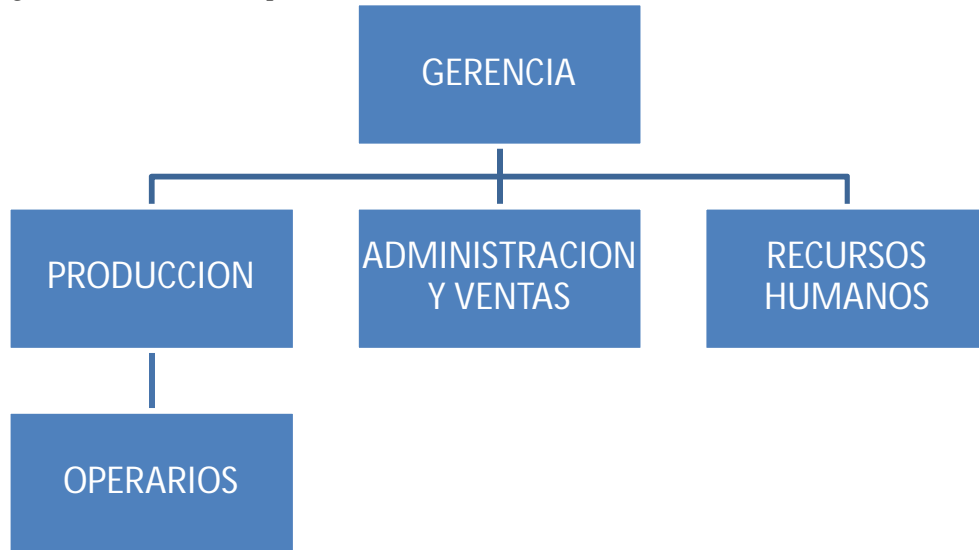 GERENCIA
PRODUCCION
ADMINISTRACION
Y VENTAS
RECURSOS
HUMANOS
OPERARIOS